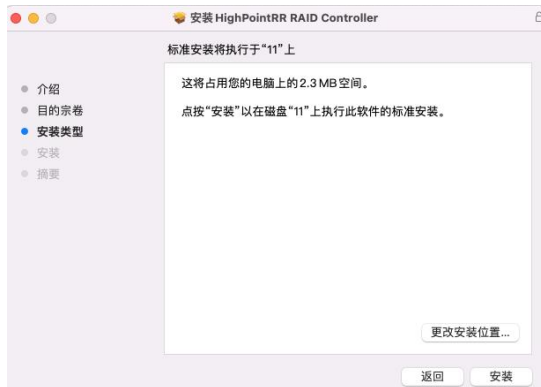 安装 HighPointRR RAID Controller
标准安装将执行于“11”上
介绍
目的宗卷
安装类型
安装
摘要
这将占用您的电脑上的 2.3 MB 空间。
点按“安装”以在磁盘“11”上执行此软件的标准安装。
更改安装位置...
返回
安装